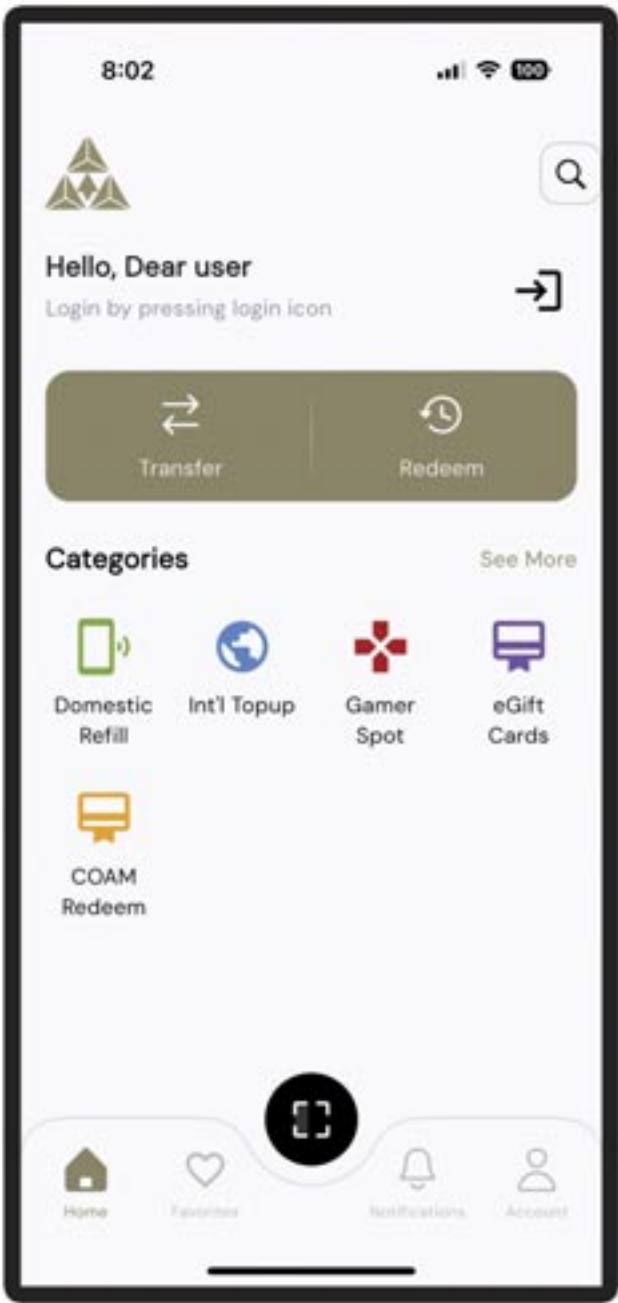 8:02
100
Hello, Dear user
Login by pressing login icon
Transfer
Redeem
Categories
See More
Domestic
Refill
Int'l Topup
Gamer
Spot
eGift
Cards
COAM
Redeem
Home
Favorites
Notifications
Account